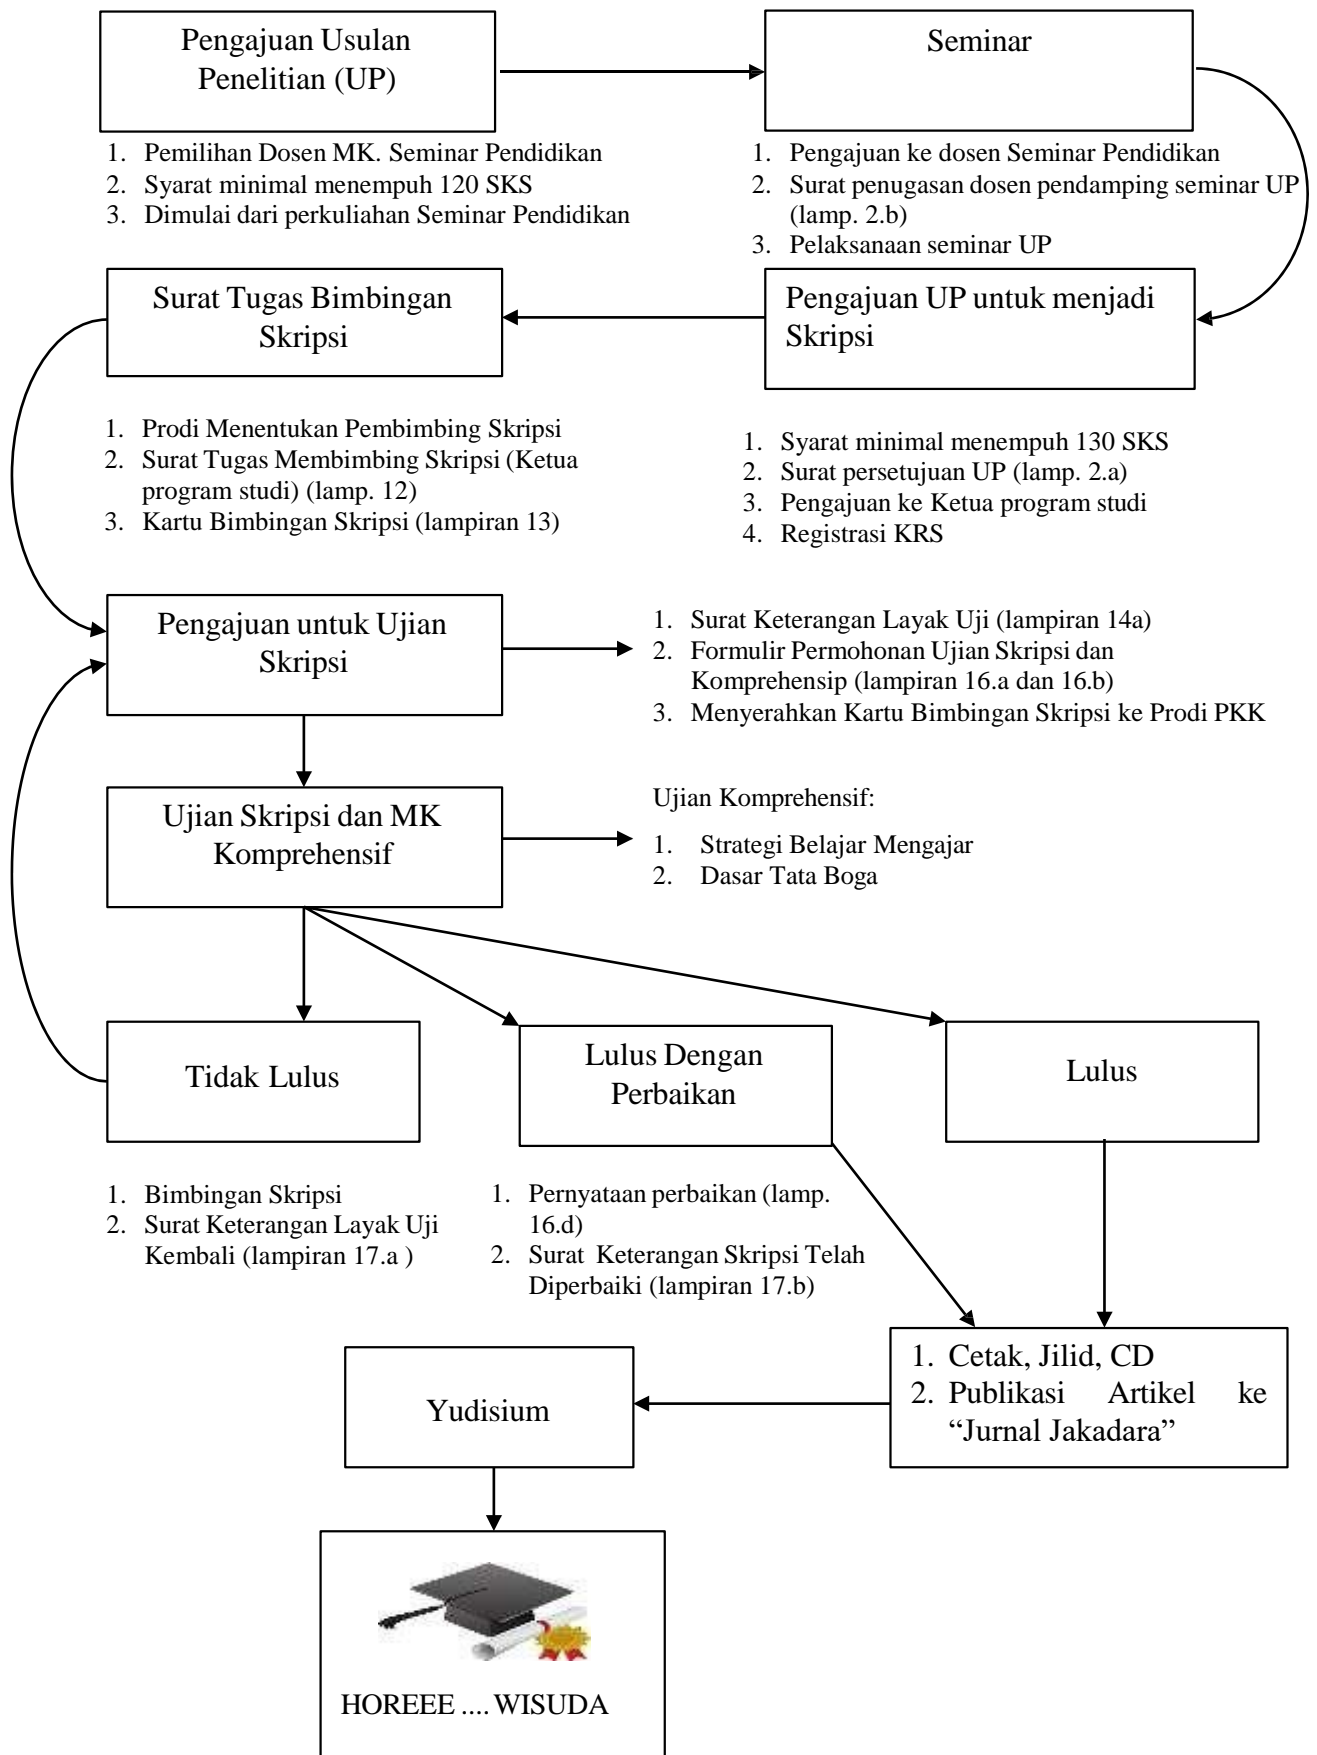 Pengajuan Usulan
Penelitian (UP)
Seminar
1. Pemilihan Dosen MK. Seminar Pendidikan
2. Syarat minimal menempuh 120 SKS
3. Dimulai dari perkuliahan Seminar Pendidikan
1. Pengajuan ke dosen Seminar Pendidikan
2. Surat penugasan dosen pendamping seminar UP
(lamp. 2.b)
3. Pelaksanaan seminar UP
Surat Tugas Bimbingan
Skripsi
Pengajuan UP untuk menjadi
Skripsi
1. Prodi Menentukan Pembimbing Skripsi
2. Surat Tugas Membimbing Skripsi (Ketua
program studi) (lamp. 12)
3. Kartu Bimbingan Skripsi (lampiran 13)
1. Syarat minimal menempuh 130 SKS
2. Surat persetujuan UP (lamp. 2.a)
3. Pengajuan ke Ketua program studi
4. Registrasi KRS
Pengajuan untuk Ujian
Skripsi
1. Surat Keterangan Layak Uji (lampiran 14a)
2. Formulir Permohonan Ujian Skripsi dan
Komprehensip (lampiran 16.a dan 16.b)
3. Menyerahkan Kartu Bimbingan Skripsi ke Prodi PKK
Ujian Skripsi dan MK
Komprehensif
Ujian Komprehensif:
1. Strategi Belajar Mengajar
2. Dasar Tata Boga
Tidak Lulus
Lulus Dengan
Perbaikan
Lulus
1. Bimbingan Skripsi
2. Surat Keterangan Layak Uji
Kembali (lampiran 17.a )
1. Pernyataan perbaikan (lamp.
16.d)
2. Surat Keterangan Skripsi Telah
Diperbaiki (lampiran 17.b)
1. Cetak, Jilid, CD
2. Publikasi Artikel ke
“Jurnal Jakadara”
Yudisium
HOREEE .... WISUDA